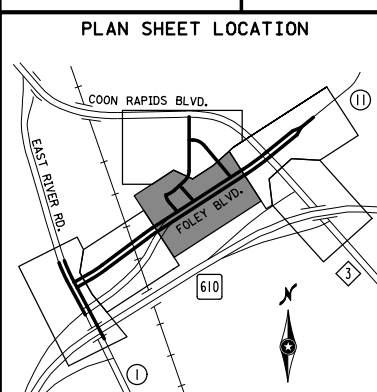 PLAN SHEET LOCATION
COON RAPIDS BLVD.
11
EAST RIVER RD.
FOLEY BLVD.
610
3
N
1